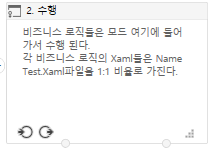 2. 수행
비즈니스 로직들은 모드 여기에 들어
가서 수행 된다.
각 비즈니스 로직의 Xaml들은 Name
Test.Xaml파일을 1:1 비율로 가진다.